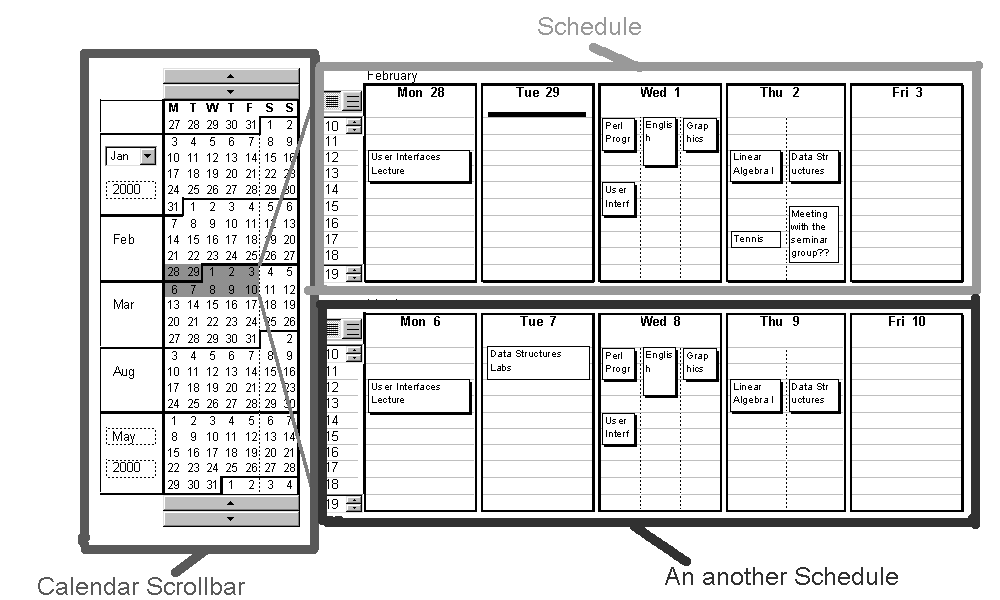 Schedule
M T W T F S S
27 28 29 30 31 1 2
3 4 5 6 7 8 9
Jan
10 11 12 13 14 15 16
17 18 19 20 21 22 23
2000
24 25 26 27 28 29 30
31 1 2 3 4 5 6
7 8 9 10 11 12 13
Feb
14 15 16 17 18 19 20
21 22 23 24 25 26 27
28 29 1 2 3 4 5
6 7 8 9 10 11 12
Mar
13 14 15 16 17 18 19
20 21 22 23 24 25 26
27 28 29 30 31 2
3 4 5 6 7 8 9
Aug
10 11 12 13 14 15 16
17 18 19 20 21 22 23
24 25 26 27 28 29 30
1 2 3 4 5 6 7
May
8 9 10 11 12 13 14
15 16 17 18 19 20 21
2000
22 23 24 25 26 27 28
29 30 31 1 2 3 4
February
Mon 28 Tue 29 Wed 1 Thu 2 Fri 3
10
11
12
13
14
15
16
17
18
19
User Interfaces
Lecture
Perl
Progr
Englis
h
Grap
hics
User
Interf
Linear
Algebra I
Data Str
uctures
Tennis
Meeting
with the
seminar
group??
Mon 6 Tue 7 Wed 8 Thu 9 Fri 10
10
11
12
13
14
15
16
17
18
19
User Interfaces
Lecture
Data Structures
Labs
Perl
Progr
Englis
h
Grap
hics
User
Interf
Linear
Algebra I
Data Str
uctures
Calendar Scrollbar
An another Schedule